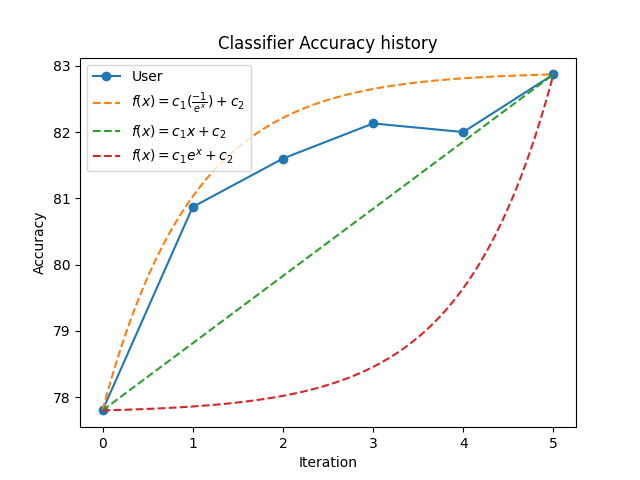 Classifier Accuracy history
User
f(x) = c₁(−1/eˣ) + c₂
f(x) = c₁x + c₂
f(x) = c₁eˣ + c₂
83
82
81
80
79
78
Accuracy
0 1 2 3 4 5
Iteration